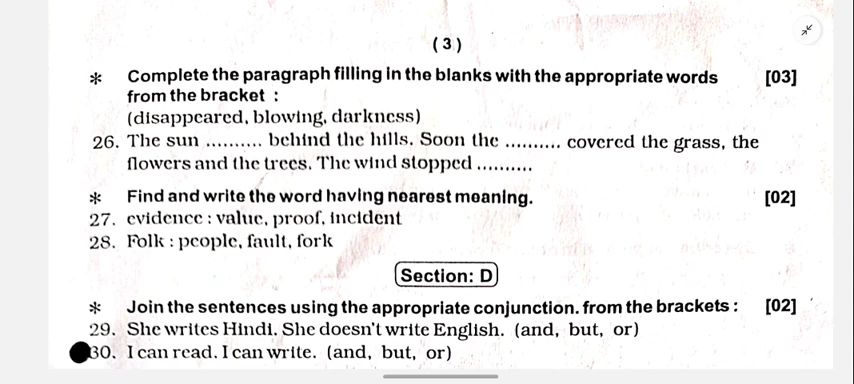 (3)
* Complete the paragraph filling in the blanks with the appropriate words [03]
from the bracket :
(disappeared, blowing, darkness)
26. The sun .......... behind the hills. Soon the .......... covered the grass, the
flowers and the trees. The wind stopped ..........
* Find and write the word having nearest meaning. [02]
27. evidence : value, proof, incident
28. Folk : people, fault, fork
Section: D
* Join the sentences using the appropriate conjunction. from the brackets : [02]
29. She writes Hindi. She doesn't write English. (and, but, or)
30. I can read. I can write. (and, but, or)